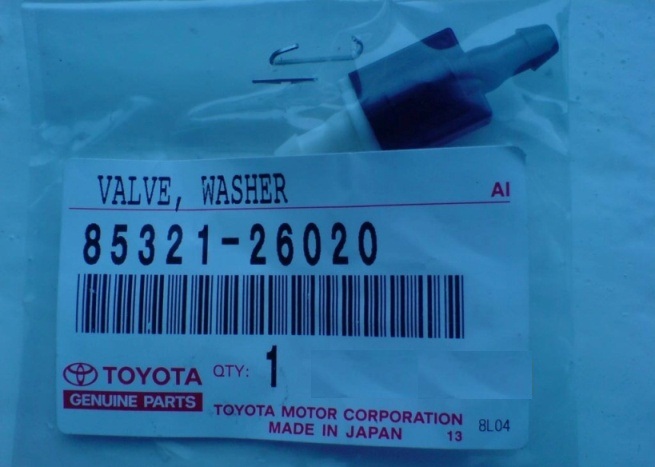 VALVE, WASHER AI
85321-26020
TOYOTA QTY: 1
GENUINE PARTS
TOYOTA MOTOR CORPORATION
MADE IN JAPAN 13 8L04